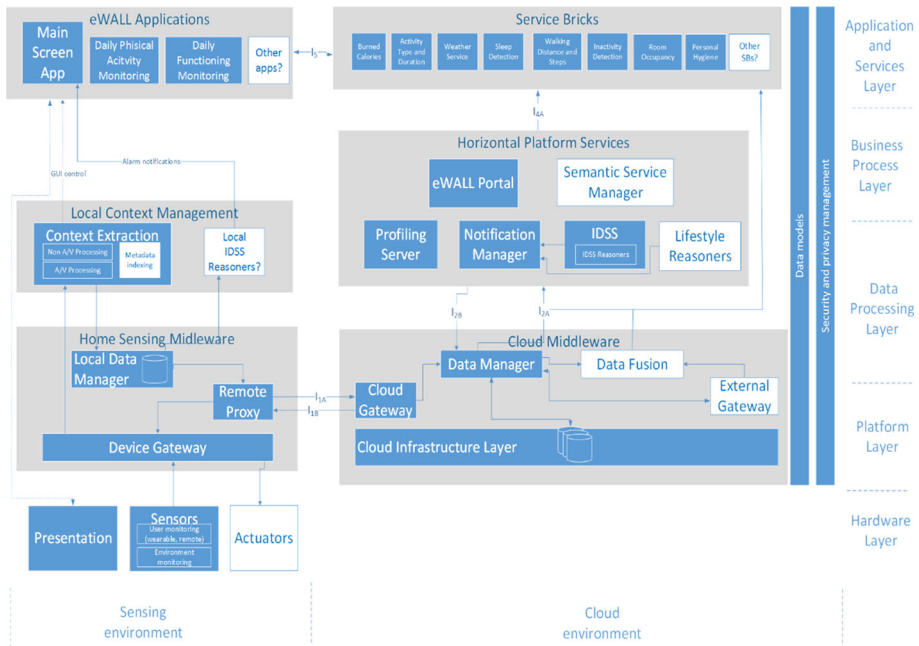 eWALL Applications
Main
Screen
App
Daily Phisical
Acitvity
Monitoring
Daily
Functioning
Monitoring
Other
apps?
I5
Service Bricks
Burned
Calories
Activity
Type and
Duration
Weather
Service
Sleep
Detection
Walking
Distance and
Steps
Inactivity
Detection
Room
Occupancy
Personal
Hygiene
Other
SBs?
Application
and
Services
Layer
I4A
Alarm notifications
GUI control
Horizontal Platform Services
eWALL Portal
Semantic Service
Manager
Profiling
Server
Notification
Manager
IDSS
IDSS Reasoners
Lifestyle
Reasoners
Business
Process
Layer
Local Context Management
Context Extraction
Non A/V Processing
A/V Processing
Metadata
indexing
Local
IDSS
Reasoners?
Data models
Security and privacy management
Data
Processing
Layer
I2B
I2A
Home Sensing Midleware
Local Data
Manager
Remote
Proxy
Device Gateway
I1A
I1B
Cloud Middleware
Cloud
Gateway
Data Manager
Data Fusion
External
Gateway
Cloud Infrastructure Layer
Platform
Layer
Presentation
Sensors
User monitoring
(wearable, remote)
Environment
monitoring
Actuators
Hardware
Layer
Sensing
environment
Cloud
environment